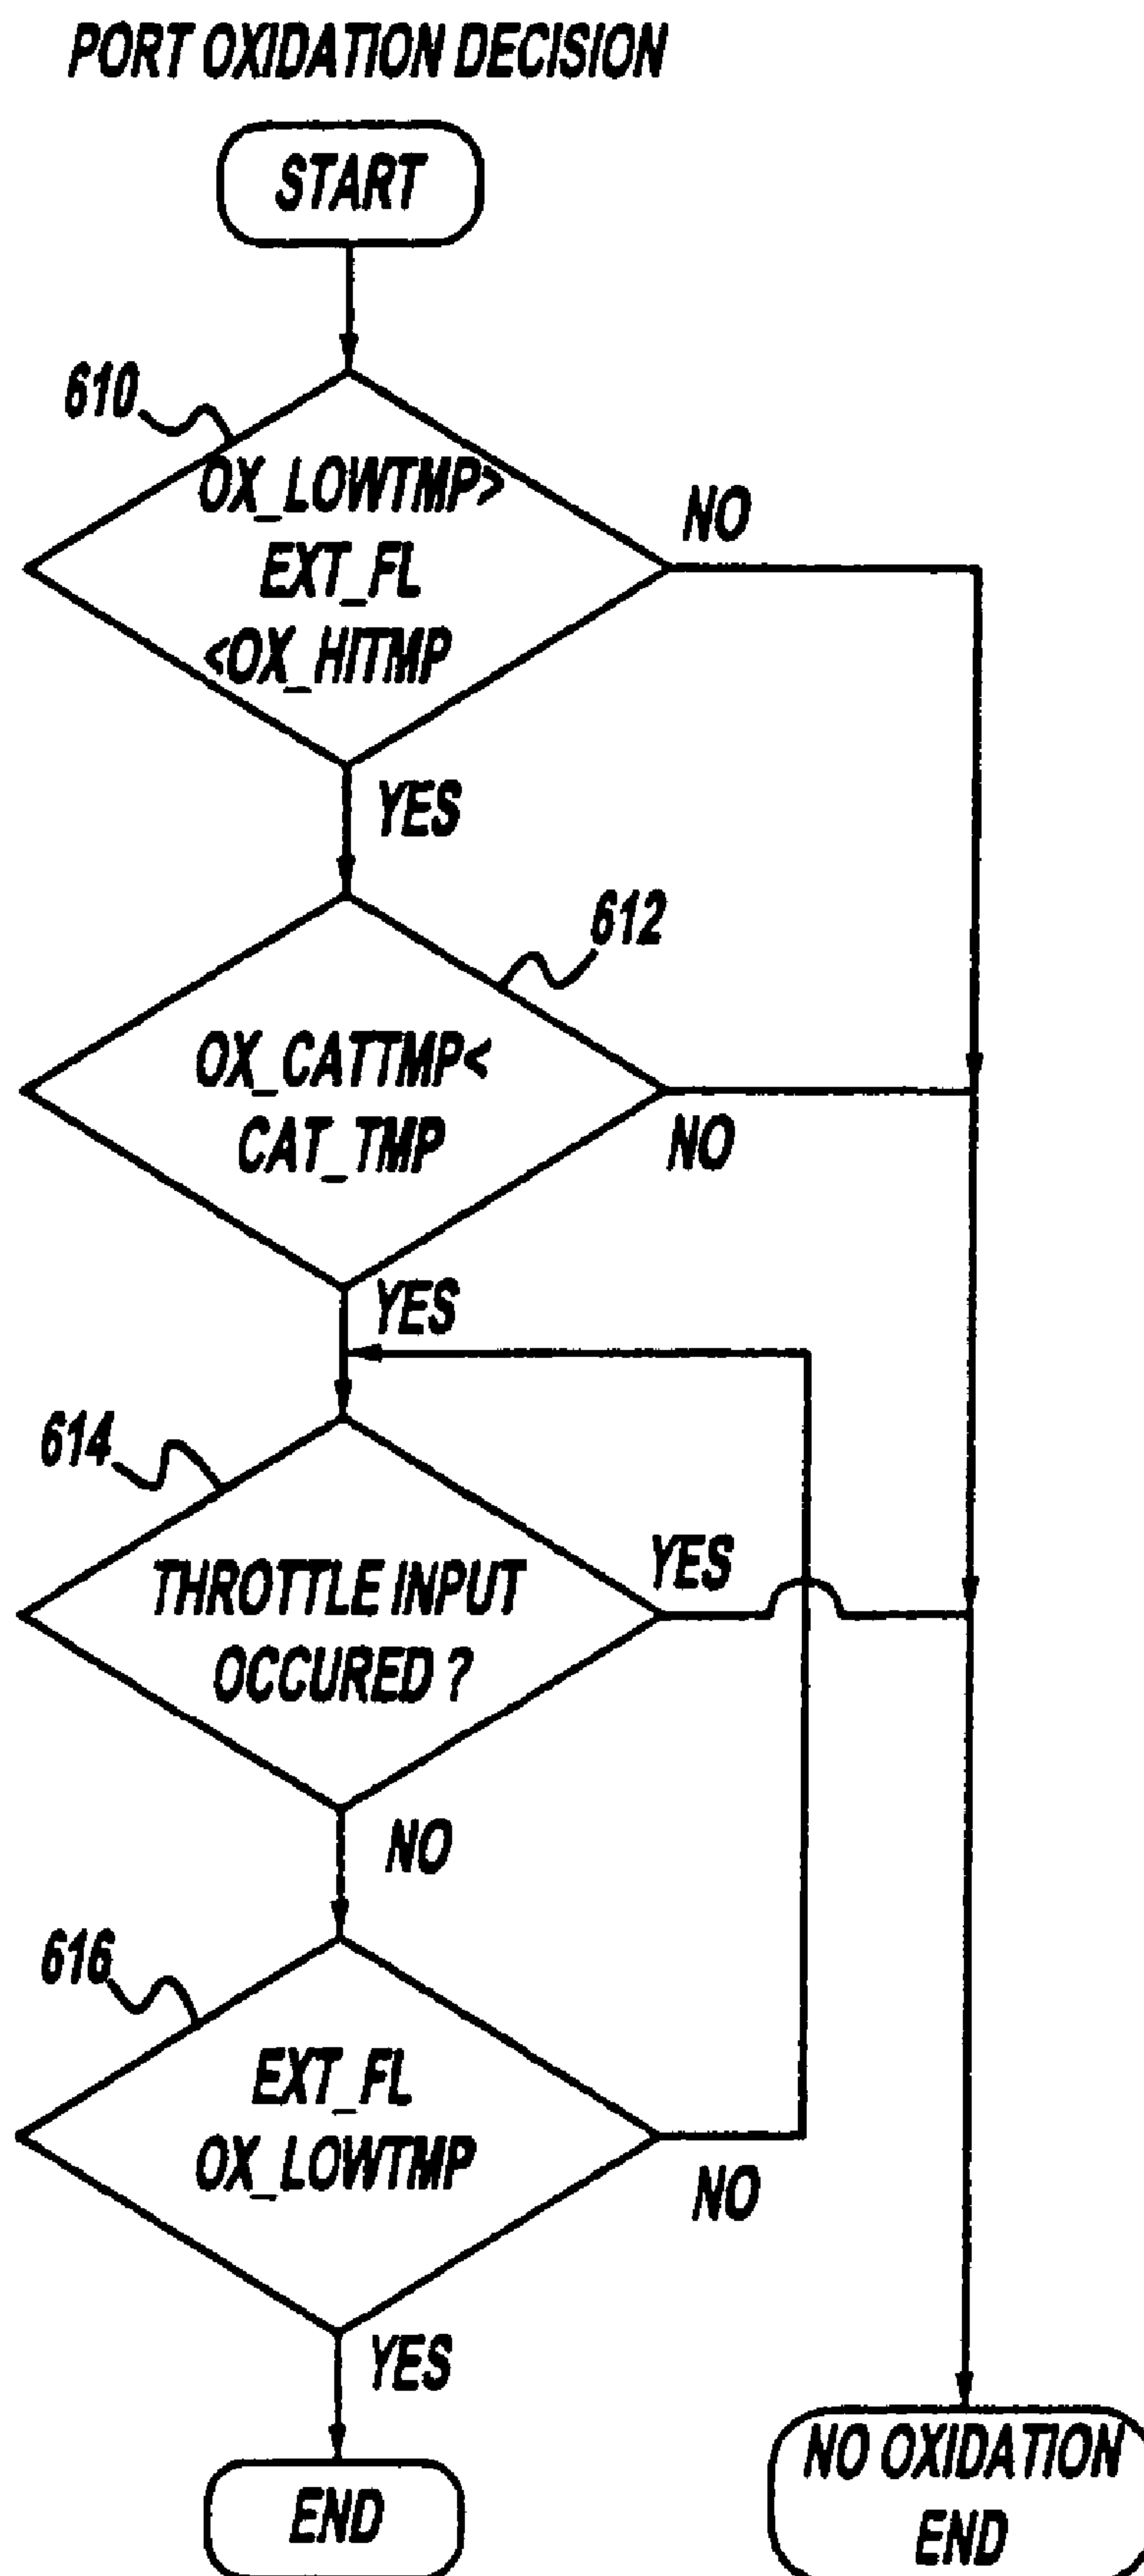 PORT OXIDATION DECISION
START
610
OX_LOWTMP>
EXT_FL
<OX_HITMP
NO
YES
612
OX_CATTMP<
CAT_TMP
NO
YES
614
THROTTLE INPUT
OCCURED ?
YES
NO
616
EXT_FL
OX_LOWTMP
NO
YES
END
NO OXIDATION
END